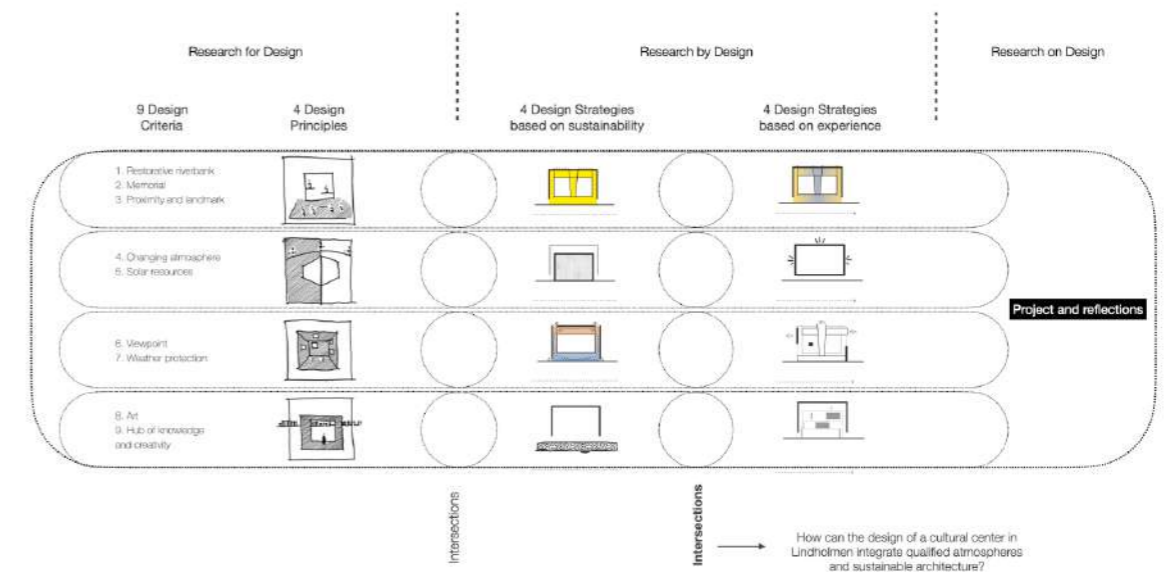 Research for Design
Research by Design
Research on Design
9 Design
Criteria
4 Design
Principles
4 Design Strategies
based on sustainability
4 Design Strategies
based on experience
1. Restorative riverbank
2. Memorial
3. Proximity and landmark
4. Changing atmosphere
5. Solar resources
6. Viewpoint
7. Weather protection
8. Art
9. Hub of knowledge
and creativity
Project and reflections
Intersections
Intersections
How can the design of a cultural center in
Lindholmen integrate qualified atmospheres
and sustainable architecture?